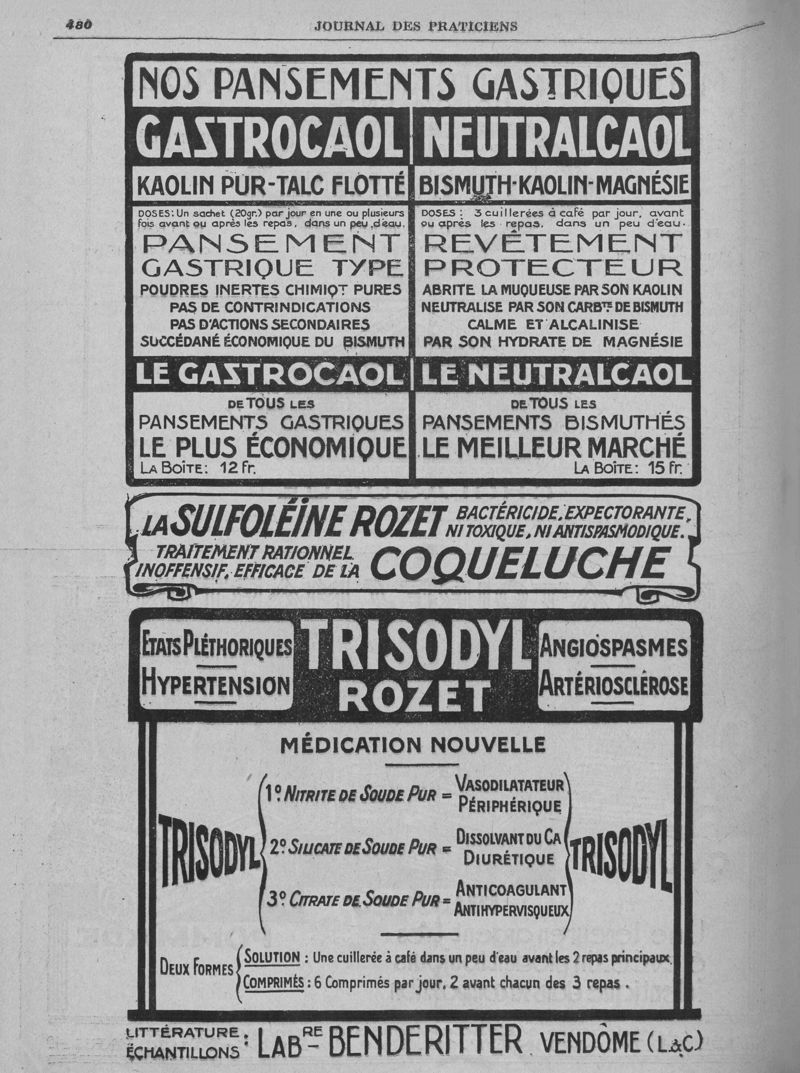 480
JOURNAL DES PRATICIENS
NOS PANSEMENTS GASTRIQUES
GASTROCAOL
KAOLIN PUR-TALC FLOTTÉ
DOSES: Un sachet (20gr.) par jour en une ou plusieurs
fois avant ou après les repas, dans un peu d'eau.
PANSEMENT
GASTRIQUE TYPE
POUDRES INERTES CHIMIQT PURES
PAS DE CONTRINDICATIONS
PAS D'ACTIONS SECONDAIRES
SUCCÉDANÉ ÉCONOMIQUE DU BISMUTH
LE GASTROCAOL
DE TOUS LES
PANSEMENTS GASTRIQUES
LE PLUS ÉCONOMIQUE
LA BOÎTE: 12 Fr.
NEUTRALCAOL
BISMUTH-KAOLIN-MAGNÉSIE
DOSES: 3 cuillerées à café par jour, avant
ou après les repas, dans un peu d'eau.
REVÊTEMENT
PROTECTEUR
ABRITE LA MUQUEUSE PAR SON KAOLIN
NEUTRALISE PAR SON CARBTE DE BISMUTH
CALME ET ALCALINISE
PAR SON HYDRATE DE MAGNÉSIE
LE NEUTRALCAOL
DE TOUS LES
PANSEMENTS BISMUTHÉS
LE MEILLEUR MARCHÉ
LA BOÎTE: 15 Fr.
LA SULFOLÉINE ROZET BACTÉRICIDE, EXPECTORANTE,
NI TOXIQUE, NI ANTISPASMODIQUE.
TRAITEMENT RATIONNEL
INOFFENSIF, EFFICACE DE LA COQUELUCHE
ETATS PLÉTHORIQUES
HYPERTENSION
TRISODYL
ROZET
ANGIOSPASMES
ARTÉRIOSCLÉROSE
MÉDICATION NOUVELLE
TRISODYL
1º NITRITE DE SOUDE PUR = VASODILATATEUR
PÉRIPHÉRIQUE
2º SILICATE DE SOUDE PUR = DISSOLVANT DU CA
DIURÉTIQUE
3º CITRATE DE SOUDE PUR = ANTICOAGULANT
ANTIHYPERVISQUEUX
TRISODYL
DEUX FORMES
SOLUTION : Une cuillerée à café dans un peu d'eau avant les 2 repas principaux.
COMPRIMÉS : 6 Comprimés par jour, 2 avant chacun des 3 repas.
LITTÉRATURE
ÉCHANTILLONS : LABRE BENDERITTER. VENDÔME (L.&C.)